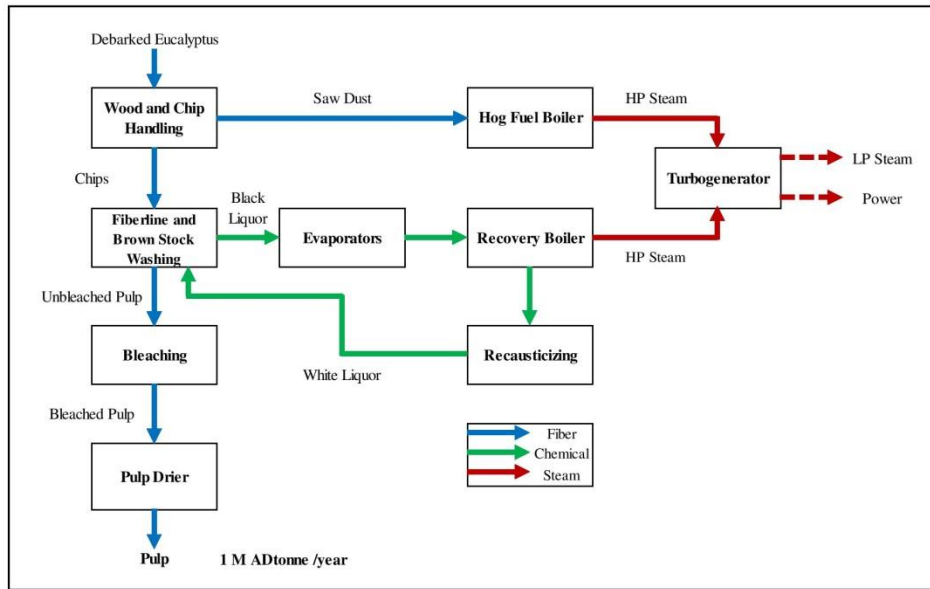 Debarked Eucalyptus
Wood and Chip
Handling
Saw Dust
Hog Fuel Boiler
HP Steam
Turbogenerator
LP Steam
Power
Chips
Black
Liquor
Fiberline and
Brown Stock
Washing
Evaporators
Recovery Boiler
HP Steam
Unbleached Pulp
Bleaching
White Liquor
Recausticizing
Bleached Pulp
Pulp Drier
Fiber
Chemical
Steam
Pulp
1 M ADtonne /year